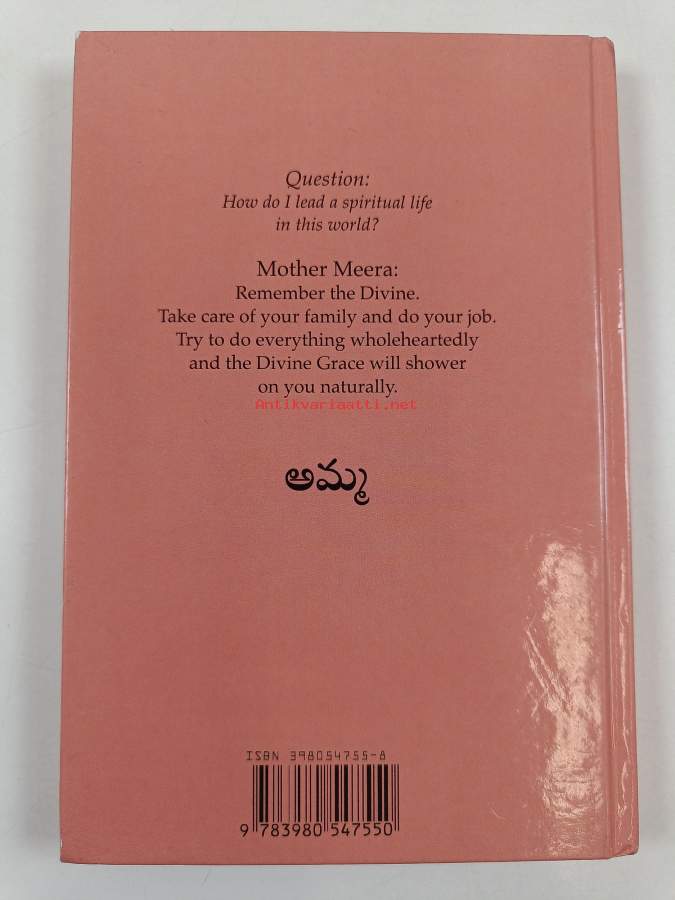 Question:
How do I lead a spiritual life
in this world?
Mother Meera:
Remember the Divine.
Take care of your family and do your job.
Try to do everything wholeheartedly
and the Divine Grace will shower
on you naturally.
Antikvariaatti.net
అమ్మ
ISBN 398054755-8
9 783980 547550